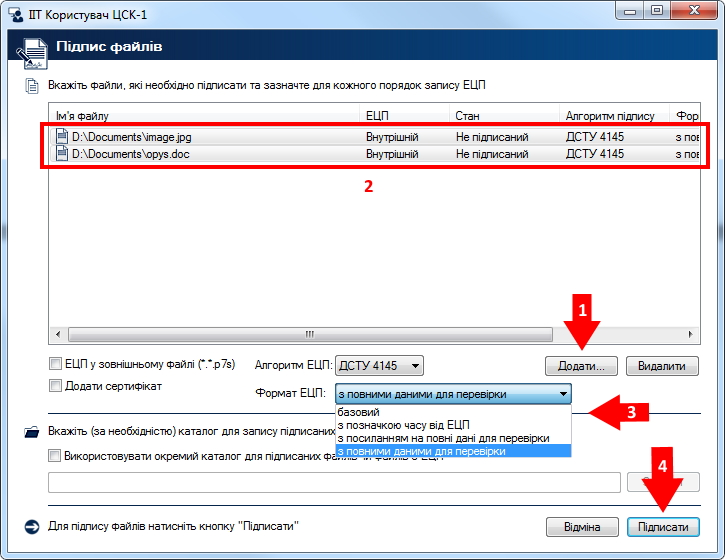 ІІТ Користувач ЦСК-1
Підпис файлів
Вкажіть файли, які необхідно підписати та зазначте для кожного порядок запису ЕЦП
Ім'я файлу ЕЦП Стан Алгоритм підпису Фор
D:\Documents\image.jpg Внутрішній Не підписаний ДСТУ 4145 з пов
D:\Documents\opys.doc Внутрішній Не підписаний ДСТУ 4145 з пов
2
1
ЕЦП у зовнішньому файлі (*.*.p7s) Алгоритм ЕЦП: ДСТУ 4145 Додати... Видалити
Додати сертифікат Формат ЕЦП: з повними даними для перевірки
3
базовий
з позначкою часу від ЕЦП
з посиланням на повні дані для перевірки
з повними даними для перевірки
Вкажіть (за необхідністю) каталог для запису підписаних
Використовувати окремий каталог для підписаних файлів чи файлів з ЕЦП
4
Для підпису файлів натисніть кнопку "Підписати" Відміна Підписати